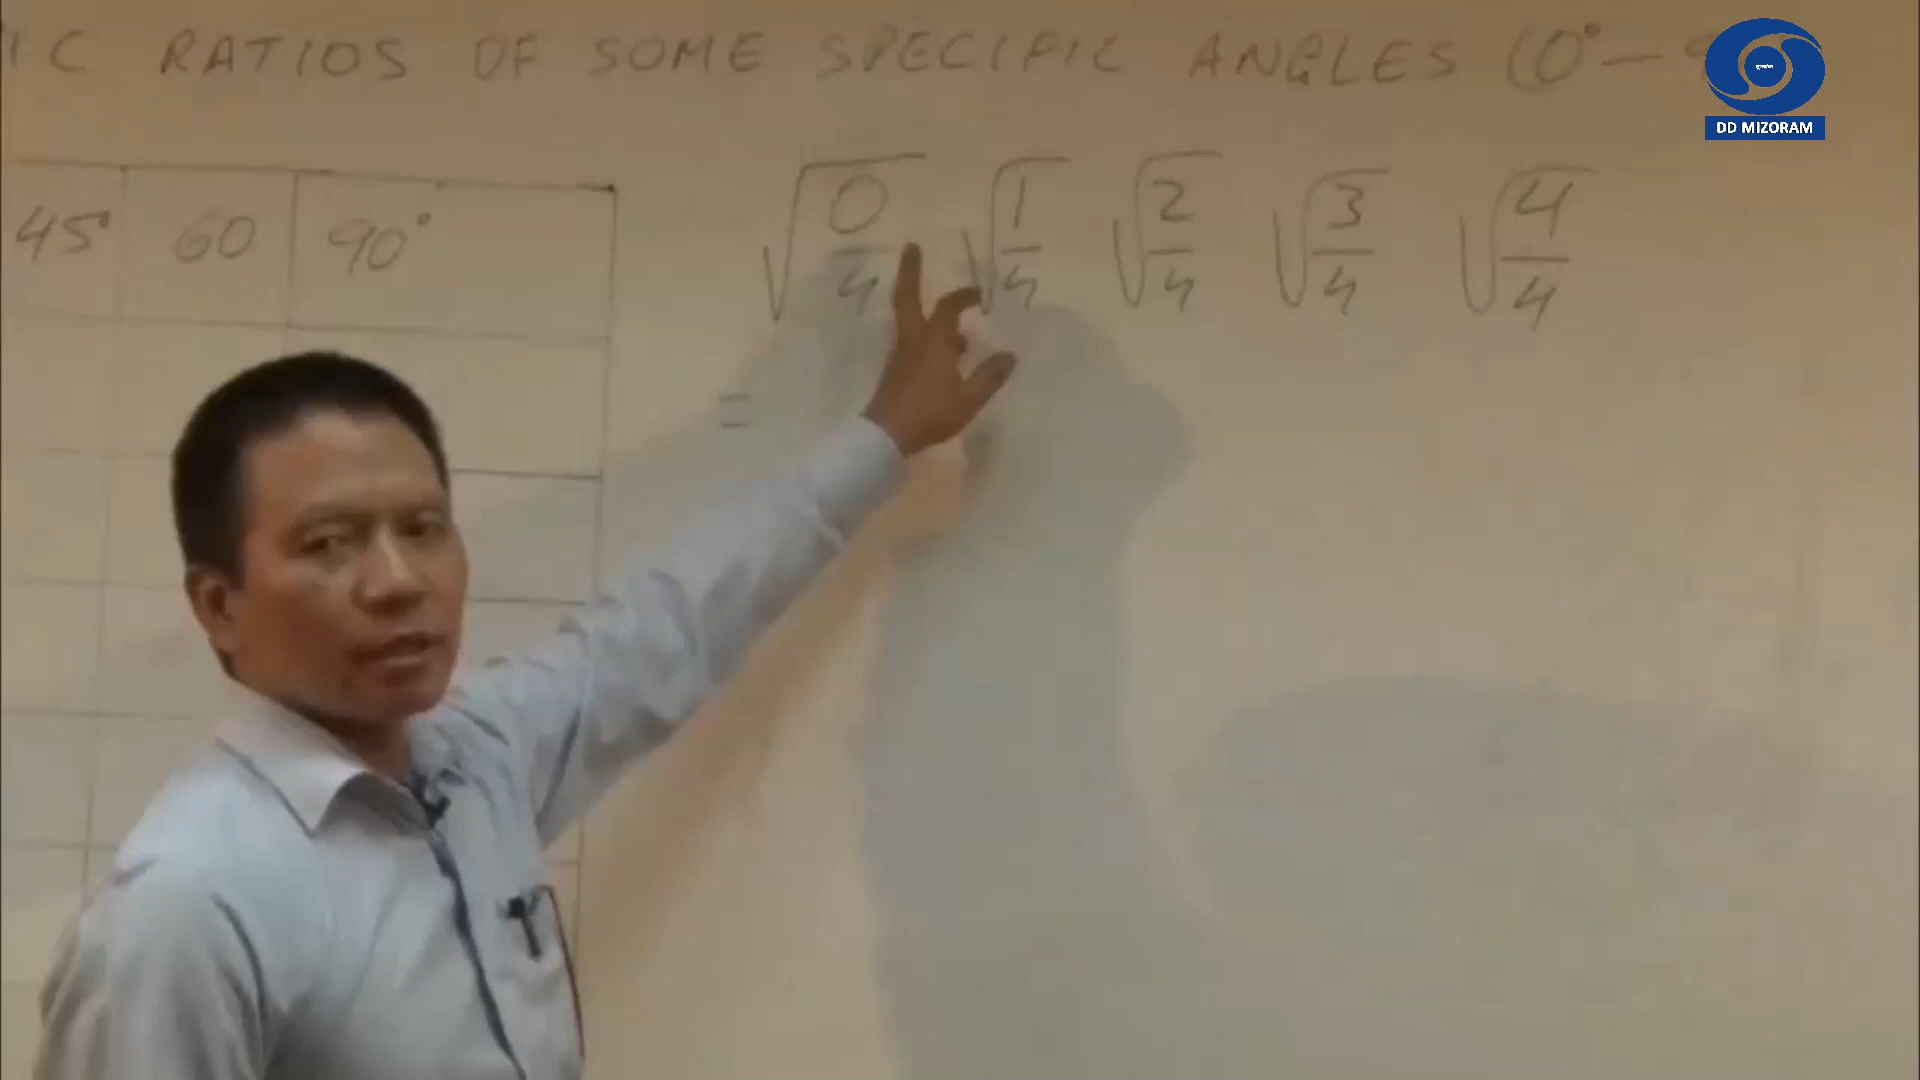 IC RATIOS OF SOME SPECIFIC ANGLES (0° –
DD MIZORAM
45° 60 90°
√0/4 √1/4 √2/4 √3/4 √4/4
=